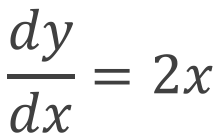 dy/dx = 2x